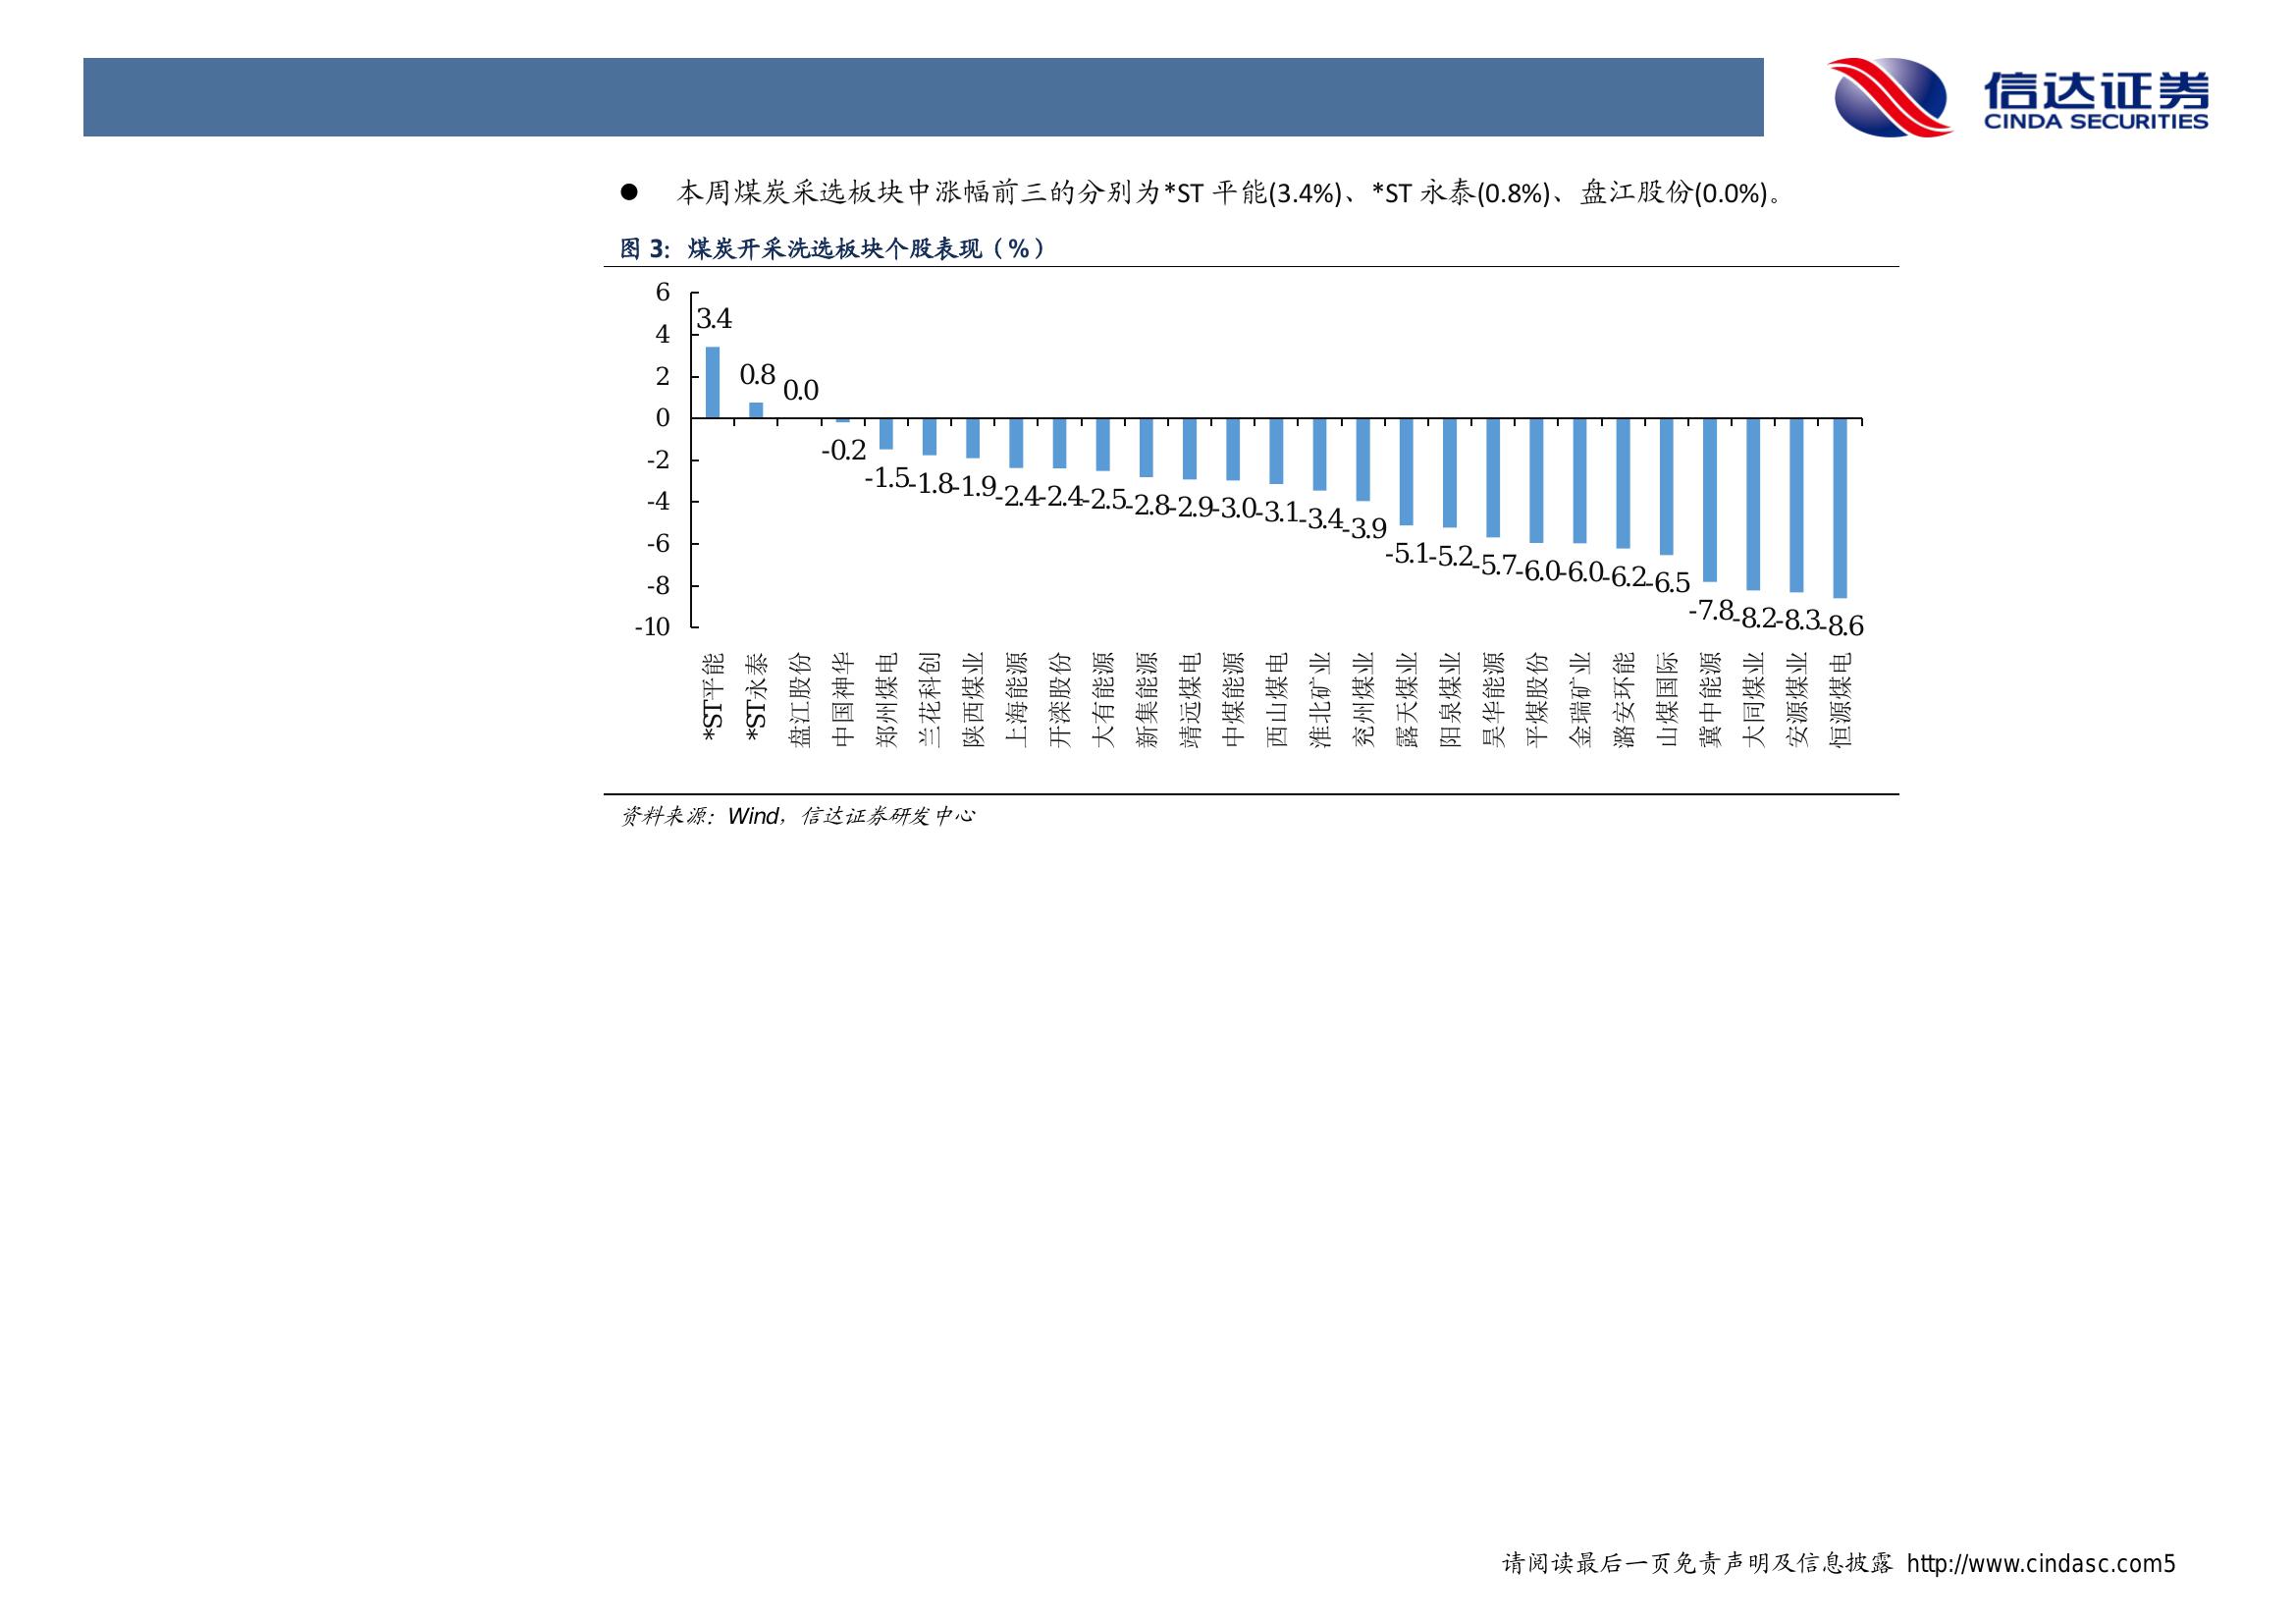 信达证券
CINDA SECURITIES
● 本周煤炭采选板块中涨幅前三的分别为*ST 平能(3.4%)、*ST 永泰(0.8%)、盘江股份(0.0%)。
图 3：煤炭开采洗选板块个股表现（%）
6
4
2
0
-2
-4
-6
-8
-10
3.4
0.8
0.0
-0.2
-1.5
-1.8
-1.9
-2.4
-2.4
-2.5
-2.8
-2.9
-3.0
-3.1
-3.4
-3.9
-5.1
-5.2
-5.7
-6.0
-6.0
-6.2
-6.5
-7.8
-8.2
-8.3
-8.6
*ST平能
*ST永泰
盘江股份
中国神华
郑州煤电
兰花科创
陕西煤业
上海能源
开滦股份
大有能源
新集能源
靖远煤电
中煤能源
西山煤电
淮北矿业
兖州煤业
露天煤业
阳泉煤业
昊华能源
平煤股份
金瑞矿业
潞安环能
山煤国际
冀中能源
大同煤业
安源煤业
恒源煤电
资料来源：Wind，信达证券研发中心
请阅读最后一页免责声明及信息披露 http://www.cindasc.com5